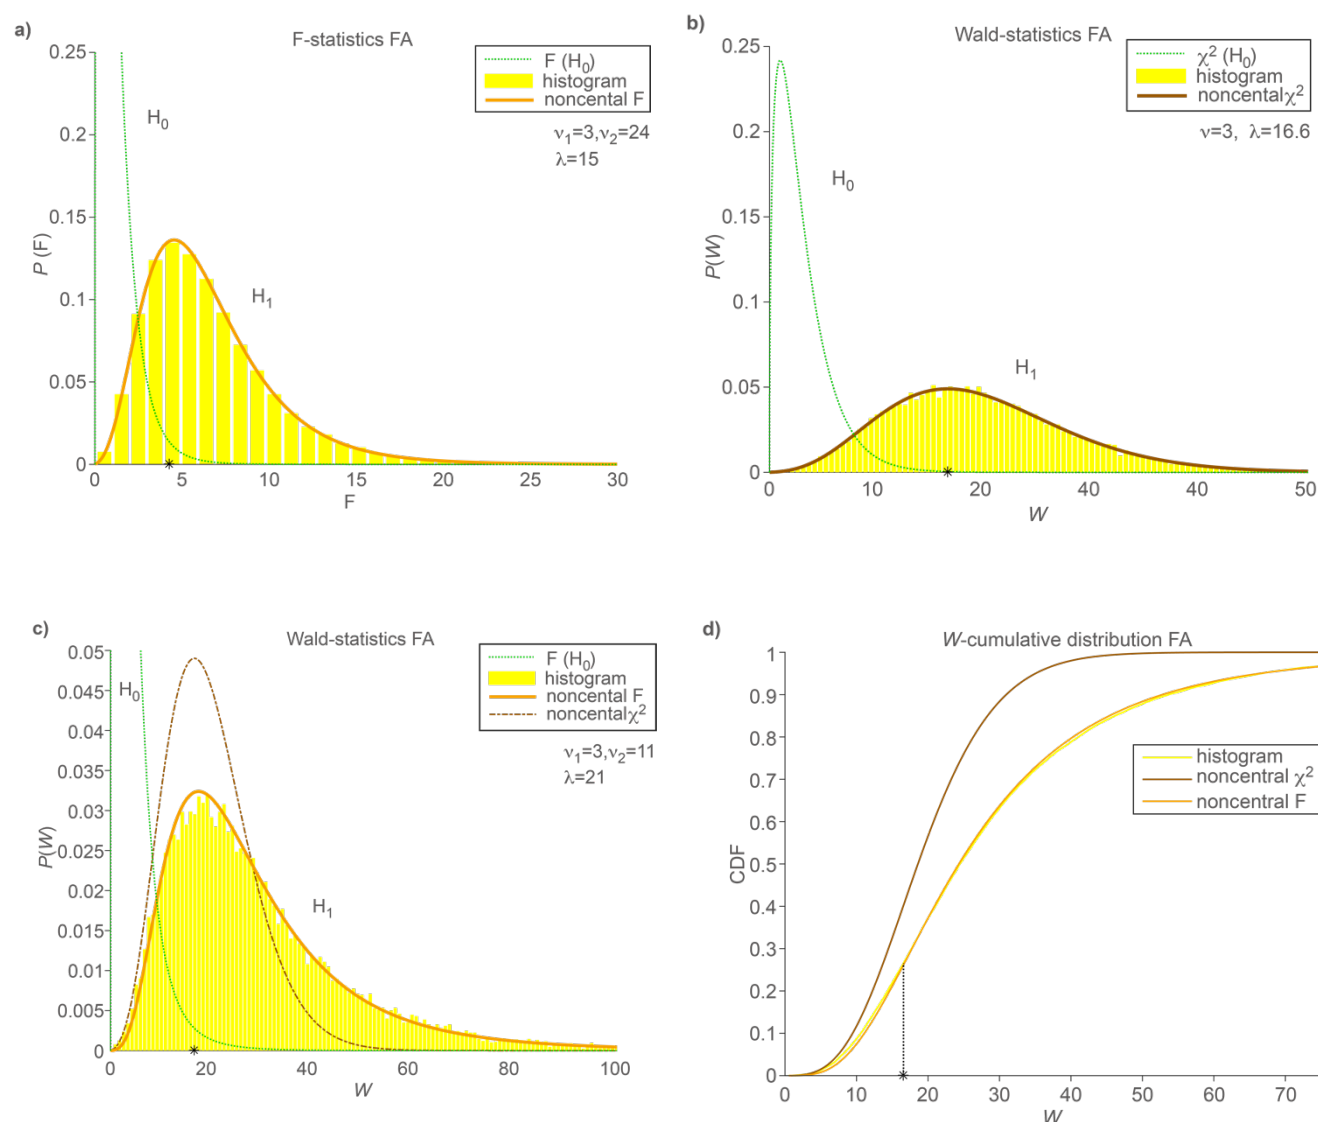 a)
F-statistics FA
F (H₀)
histogram
noncental F
ν₁=3,ν₂=24
λ=15
H₀
H₁
P (F)
0.25
0.2
0.15
0.1
0.05
0
0 5 10 15 20 25 30
F
b)
Wald-statistics FA
χ² (H₀)
histogram
noncentalχ²
ν=3, λ=16.6
H₀
H₁
P(W)
0.25
0.2
0.15
0.1
0.05
0
0 10 20 40 40 50
W
c)
Wald-statistics FA
F (H₀)
histogram
noncental F
noncentalχ²
ν₁=3,ν₂=11
λ=21
H₀
H₁
P(W)
0.05
0.045
0.04
0.035
0.03
0.025
0.02
0.015
0.01
0.005
0
0 20 40 60 80 100
W
d)
W-cumulative distribution FA
histogram
noncentral χ²
noncentral F
CDF
1
0.9
0.8
0.7
0.6
0.5
0.4
0.3
0.2
0.1
0
0 10 20 30 40 50 60 70
W